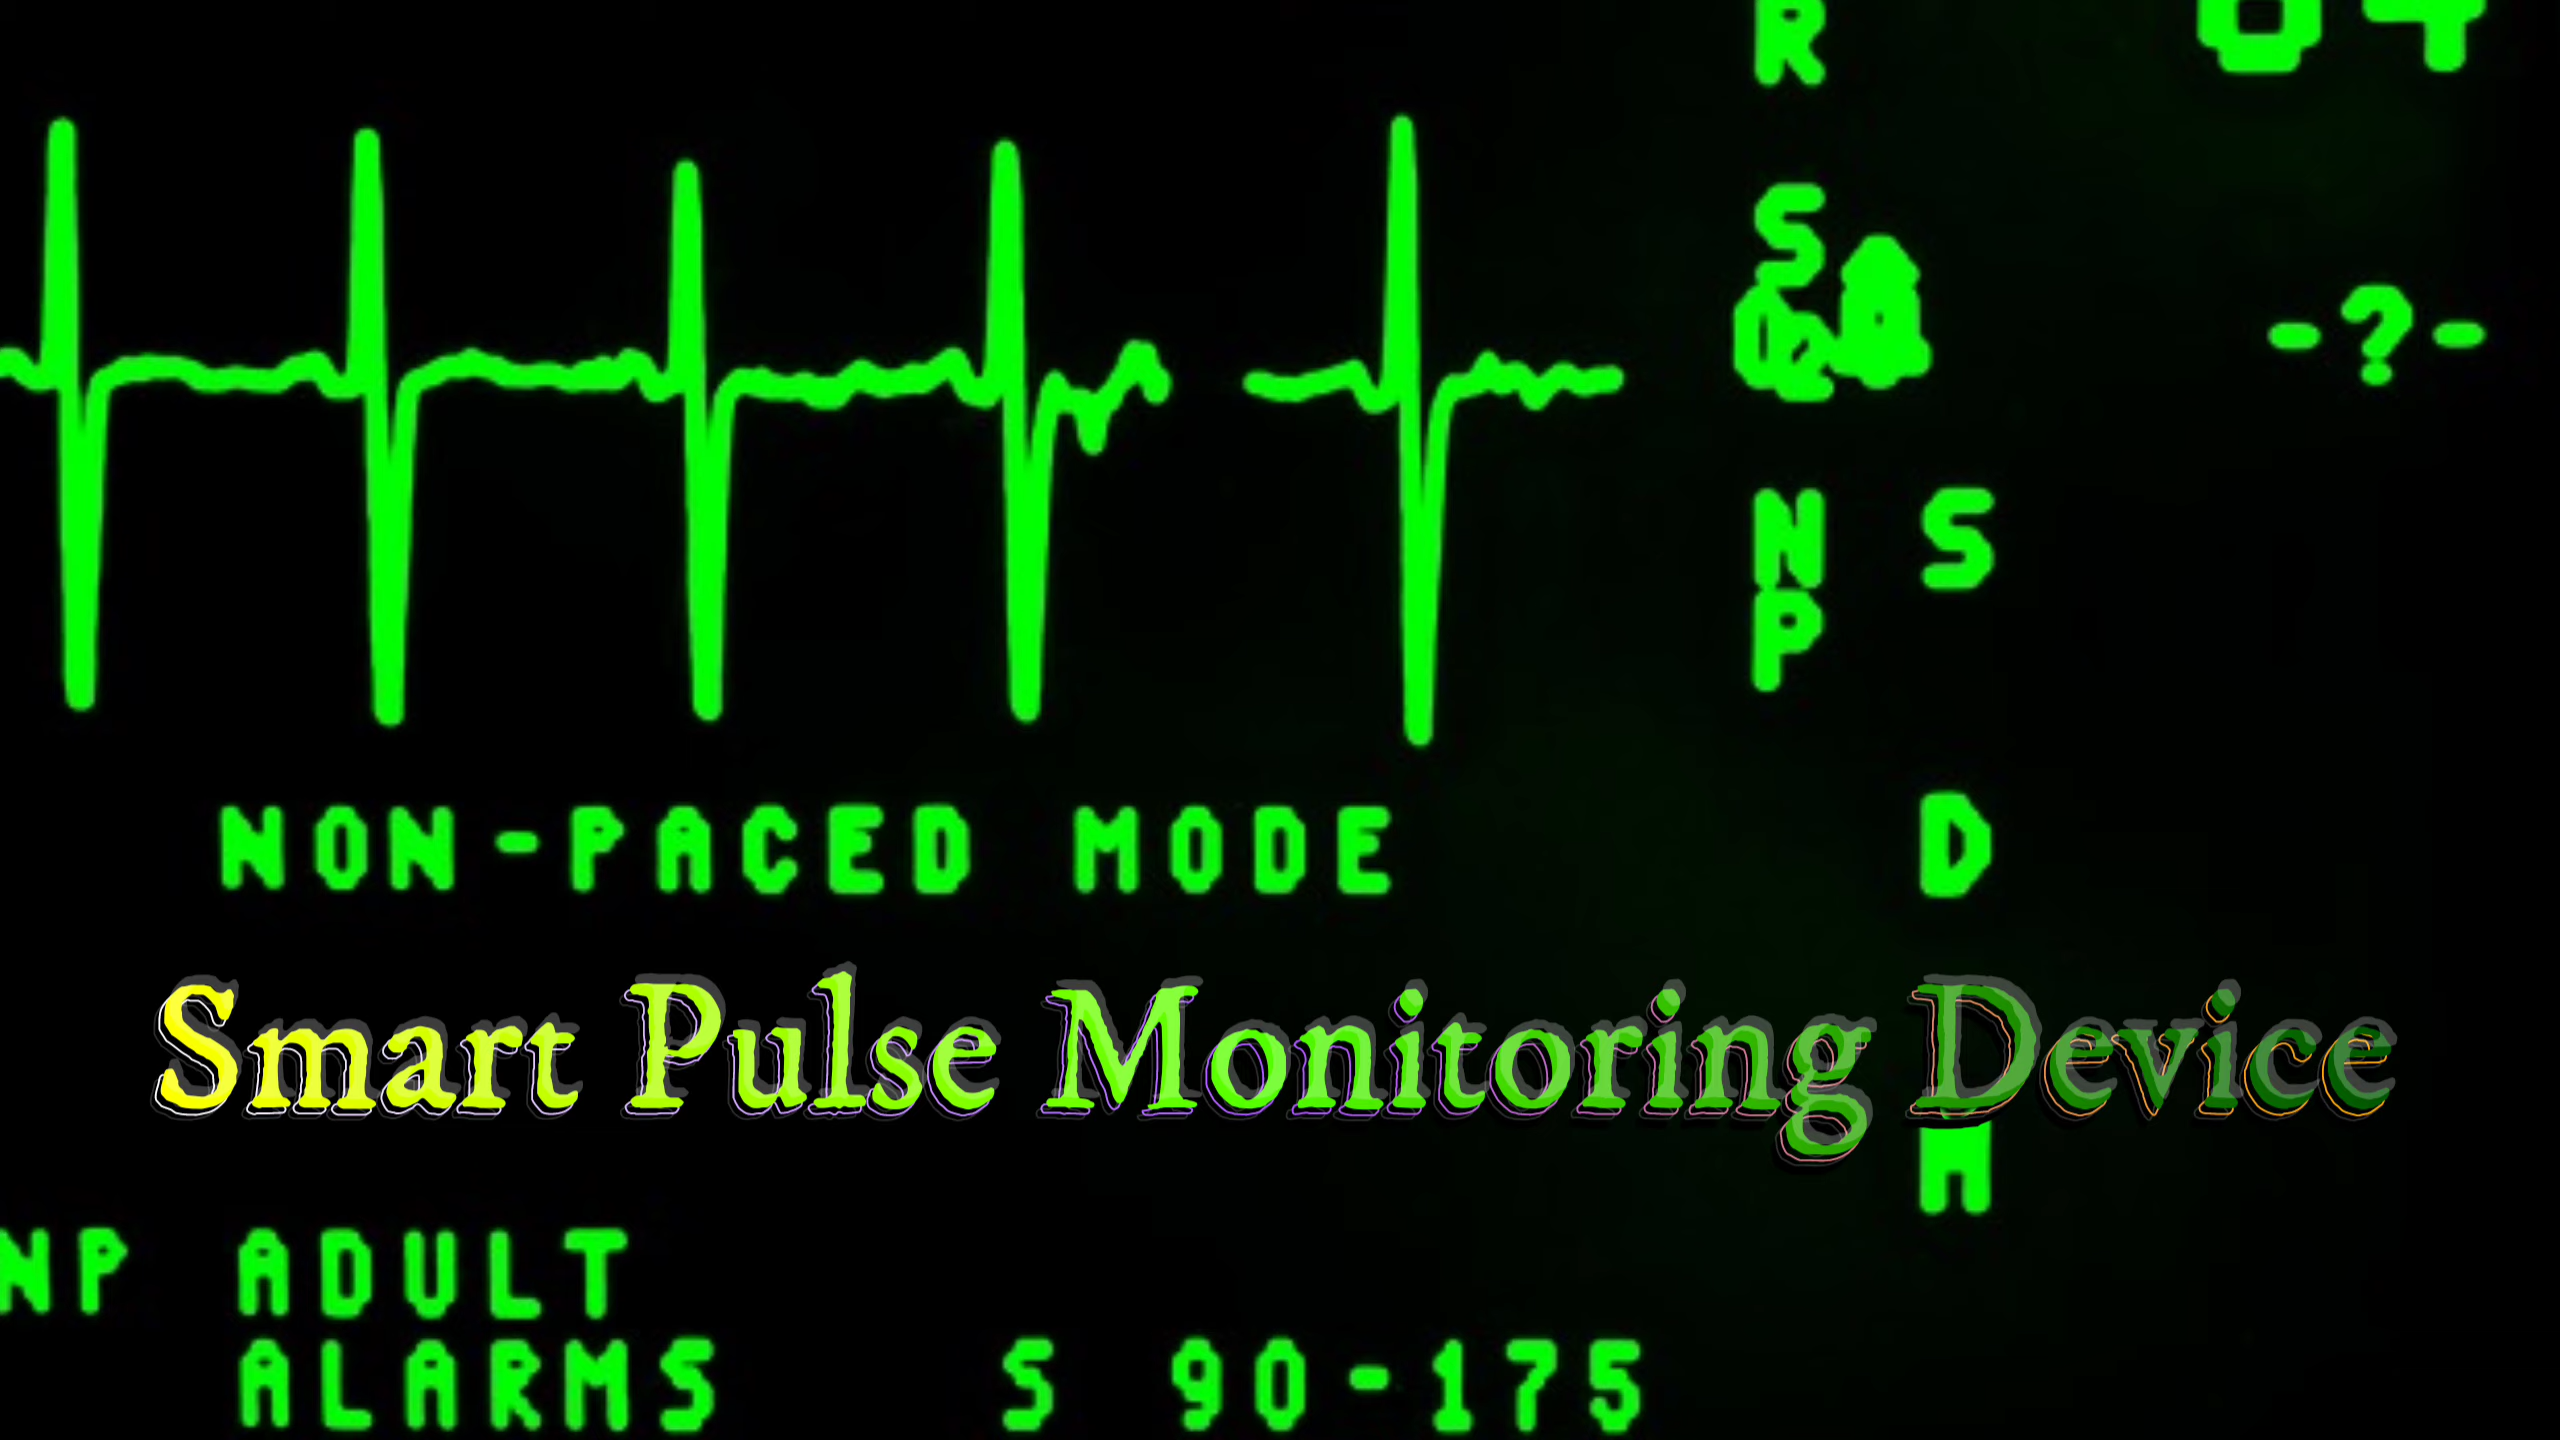 R
S
-?-
N S
P
NON-PACED MODE
D
Smart Pulse Monitoring Device
M
NP ADULT
ALARMS S 90-175